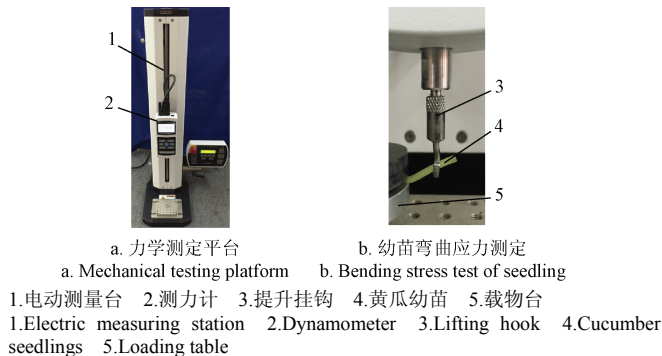 1
2
3
4
5
a. 力学测定平台
b. 幼苗弯曲应力测定
a. Mechanical testing platform
b. Bending stress test of seedling
1.电动测量台 2.测力计 3.提升挂钩 4.黄瓜幼苗 5.载物台
1.Electric measuring station 2.Dynamometer 3.Lifting hook 4.Cucumber
seedlings 5.Loading table